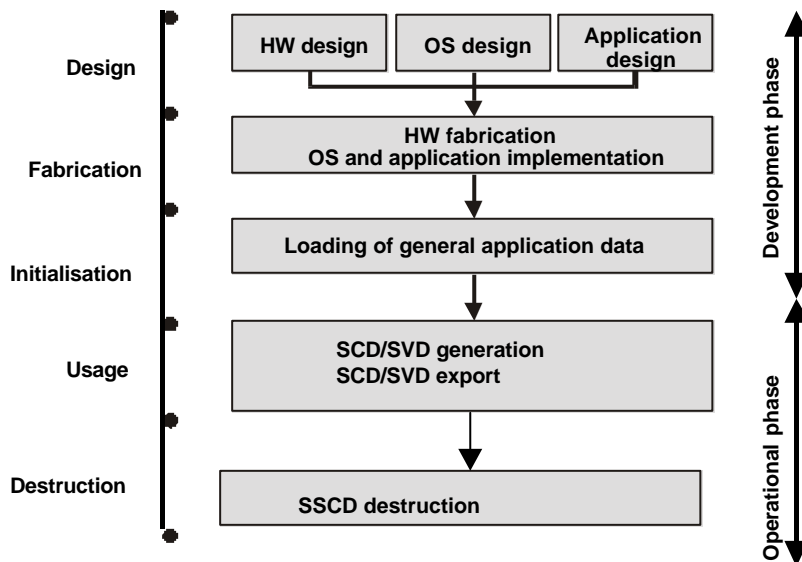 Design
HW design
OS design
Application
design
Fabrication
HW fabrication
OS and application implementation
Development phase
Initialisation
Loading of general application data
Usage
SCD/SVD generation
SCD/SVD export
Destruction
SSCD destruction
Operational phase